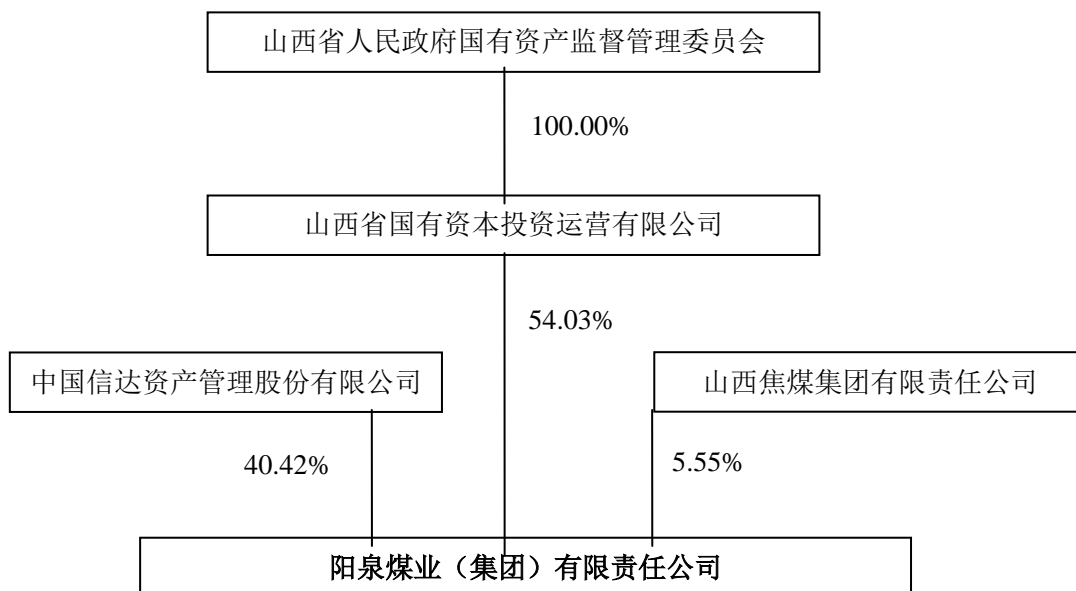 山西省人民政府国有资产监督管理委员会
100.00%
山西省国有资本投资运营有限公司
54.03%
中国信达资产管理股份有限公司
山西焦煤集团有限责任公司
40.42%
5.55%
阳泉煤业（集团）有限责任公司